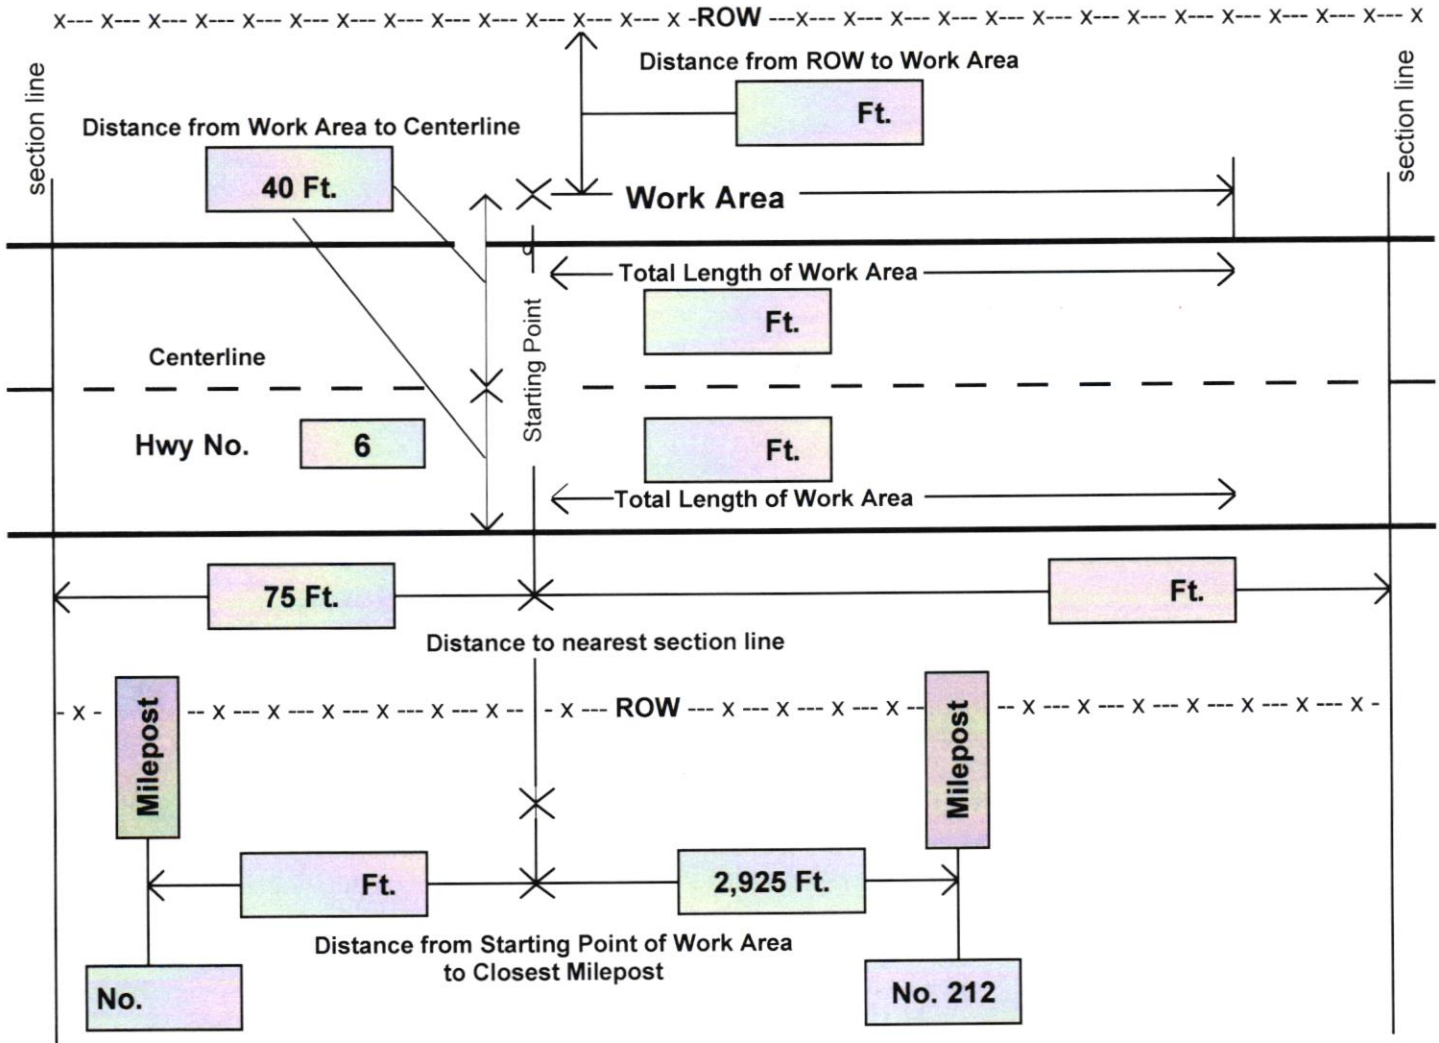 X--- X--- X--- X--- X--- X--- X--- X--- X--- X--- X--- X--- X --- X -ROW ---X--- X--- X--- X--- X--- X--- X--- X--- X--- X--- X--- X--- X--- X
Distance from ROW to Work Area
Ft.
section line
section line
Distance from Work Area to Centerline
40 Ft.
Work Area
Total Length of Work Area
Ft.
Starting Point
Centerline
Hwy No.
6
Ft.
Total Length of Work Area
75 Ft.
Ft.
Distance to nearest section line
- X - -- X --- X --- X --- X --- X --- X -- - X --- ROW --- X --- X --- X --- X -- -- X --- X --- X --- X --- X --- X --- X -
Milepost
Milepost
Ft.
2,925 Ft.
Distance from Starting Point of Work Area
to Closest Milepost
No.
No. 212